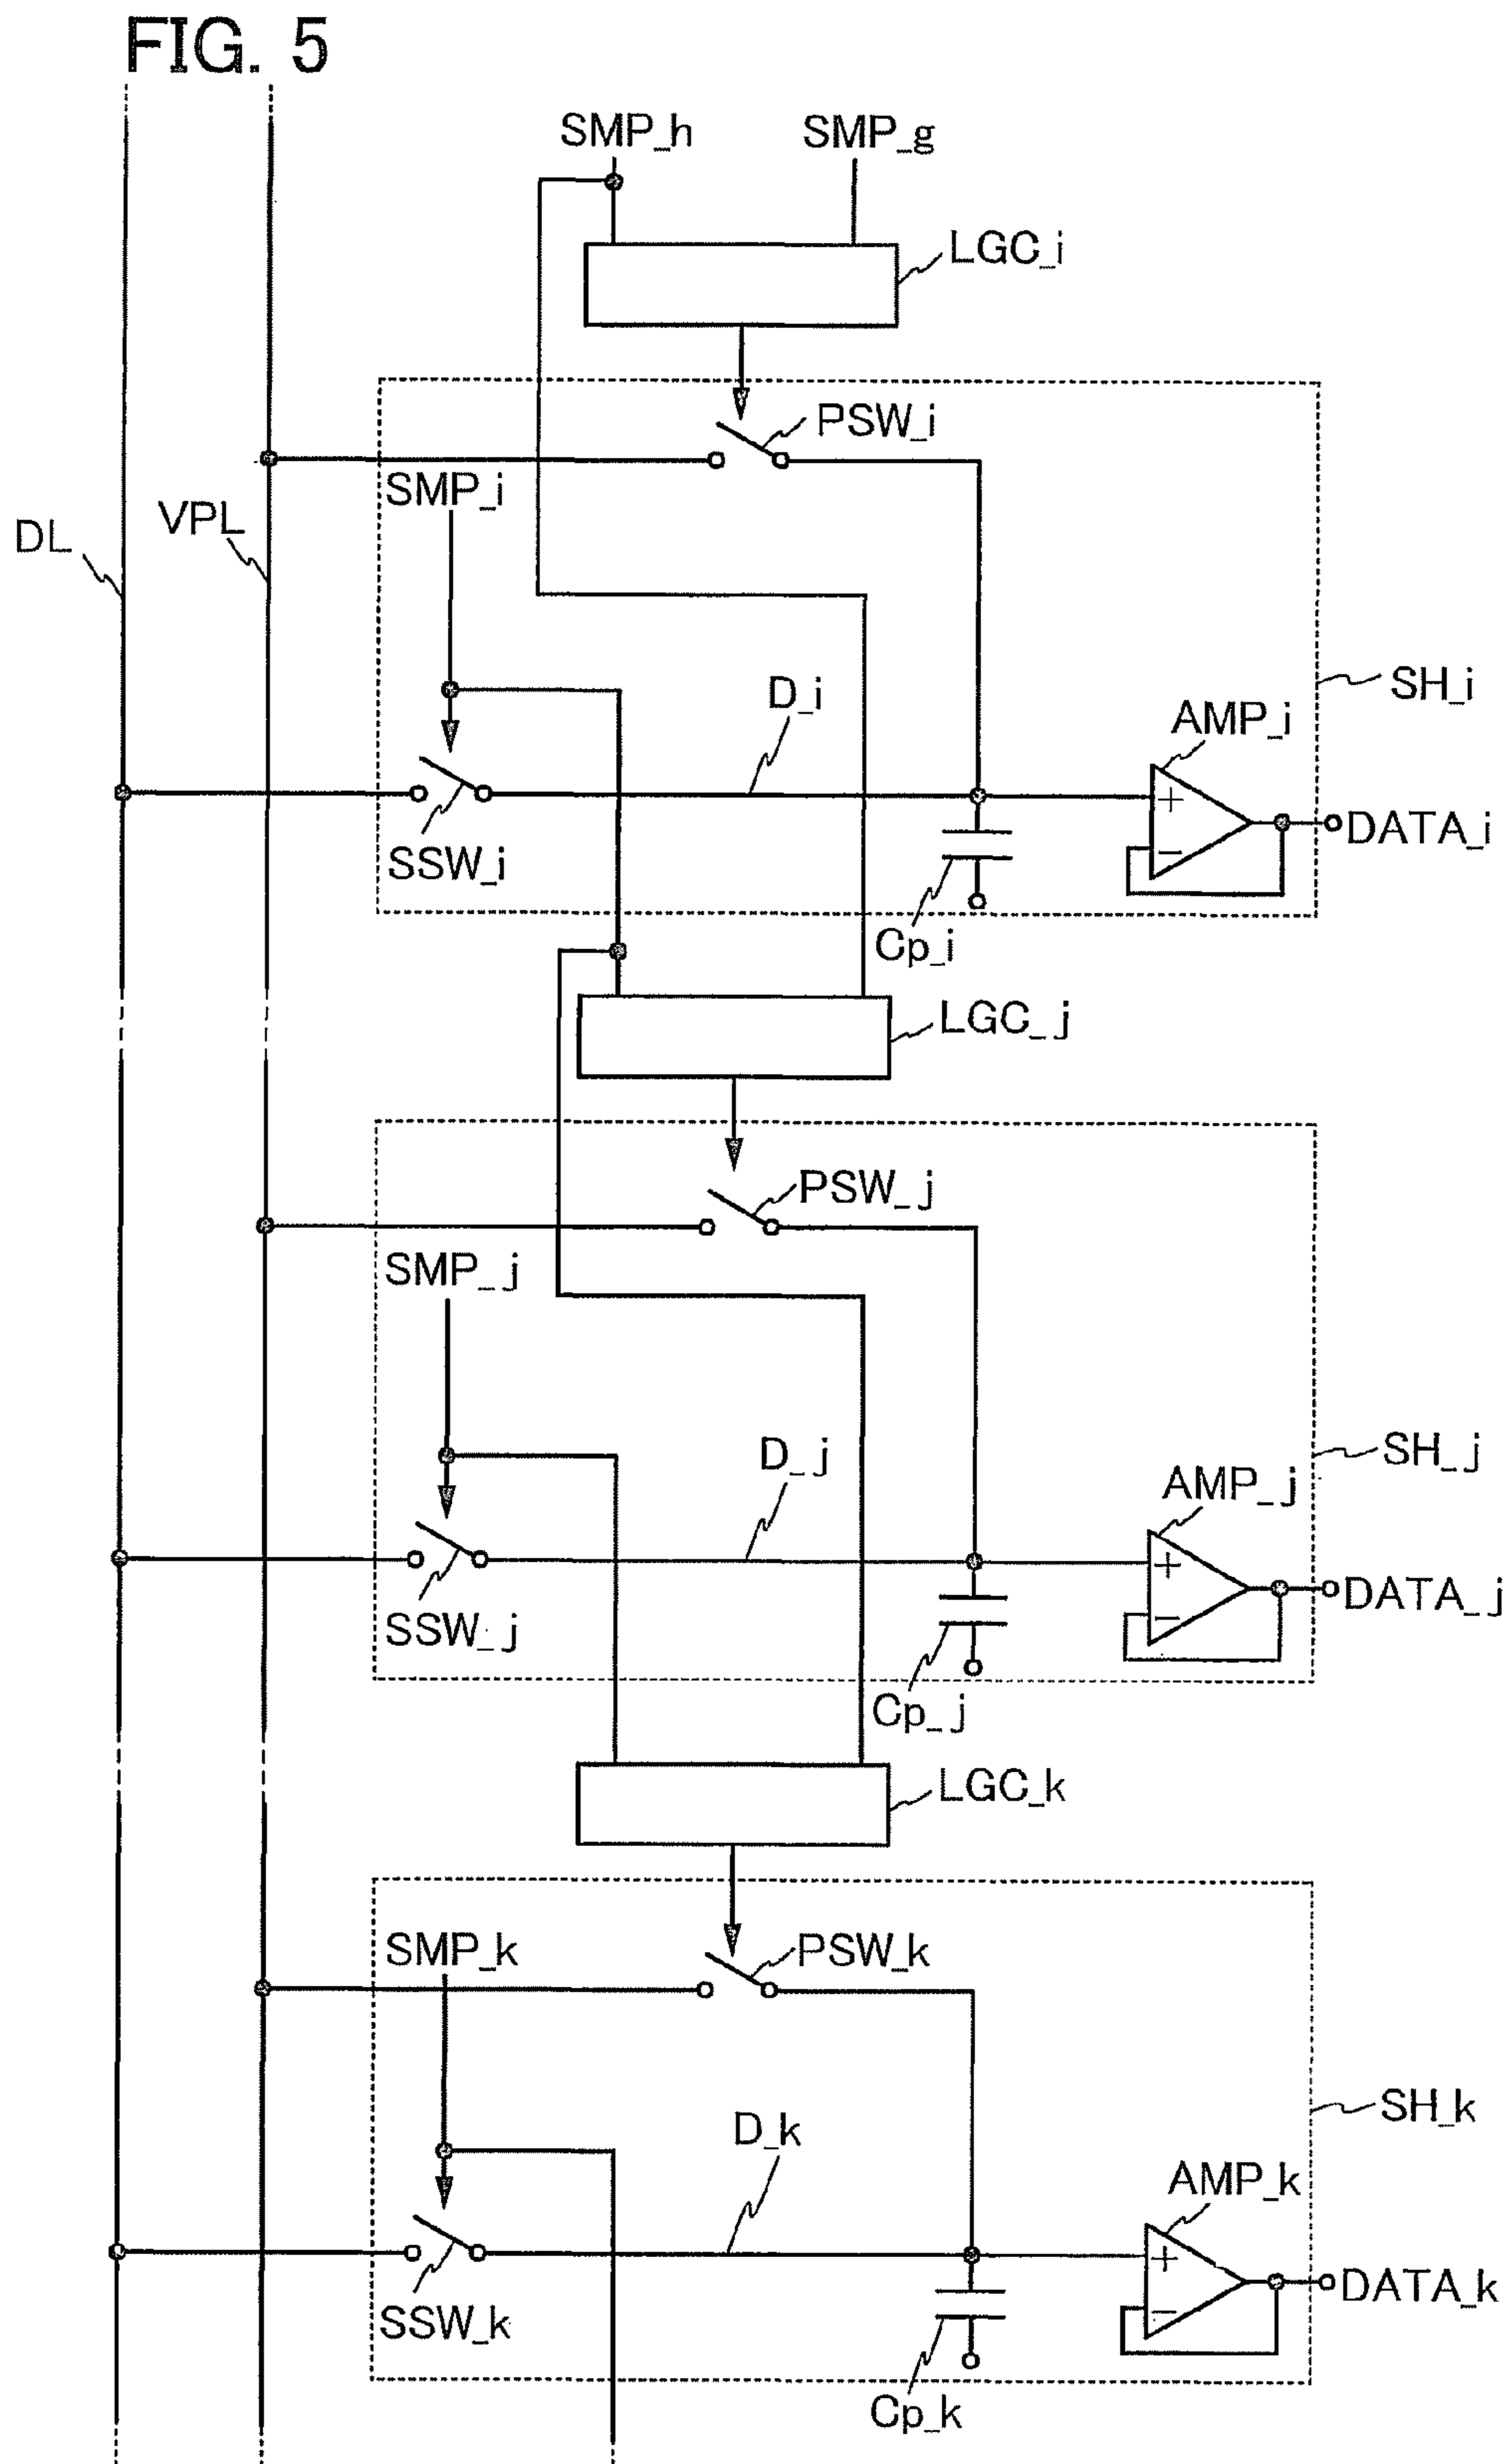 FIG. 5
SMP_h
SMP_g
LGC_i
PSW_i
SMP_i
VPL
DL
D_i
SH_i
AMP_i
+
−
DATA_i
SSW_i
Cp_i
LGC_j
PSW_j
SMP_j
D_j
SH_j
AMP_j
+
−
DATA_j
SSW_j
Cp_j
LGC_k
SMP_k
PSW_k
D_k
SH_k
AMP_k
+
−
DATA_k
SSW_k
Cp_k